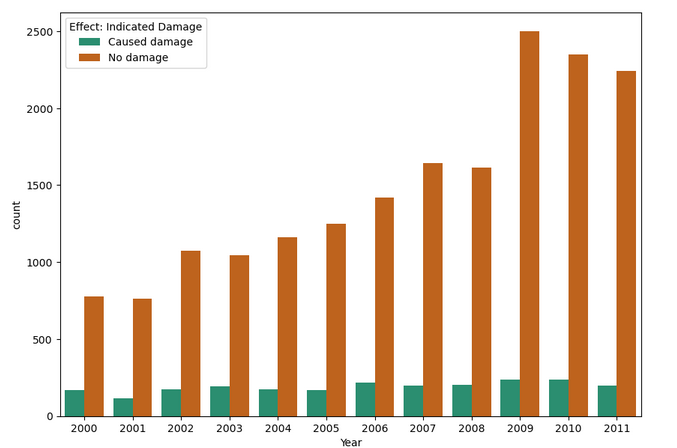 Effect: Indicated Damage
Caused damage
No damage
2500
2000
1500
1000
500
0
count
2000 2001 2002 2003 2004 2005 2006 2007 2008 2009 2010 2011
Year